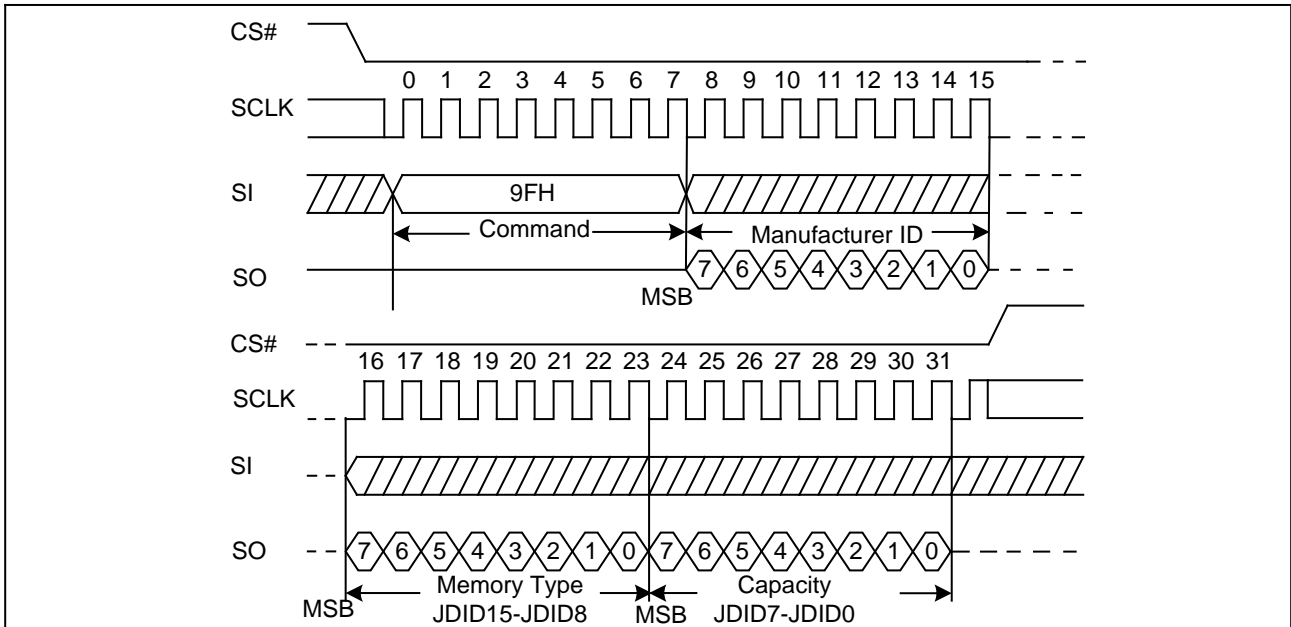 CS#
0 1 2 3 4 5 6 7 8 9 10 11 12 13 14 15
SCLK
SI 9FH
Command Manufacturer ID
SO 7 6 5 4 3 2 1 0
MSB
CS#
16 17 18 19 20 21 22 23 24 25 26 27 28 29 30 31
SCLK
SI
SO 7 6 5 4 3 2 1 0 7 6 5 4 3 2 1 0
Memory Type Capacity
MSB JDID15-JDID8 MSB JDID7-JDID0